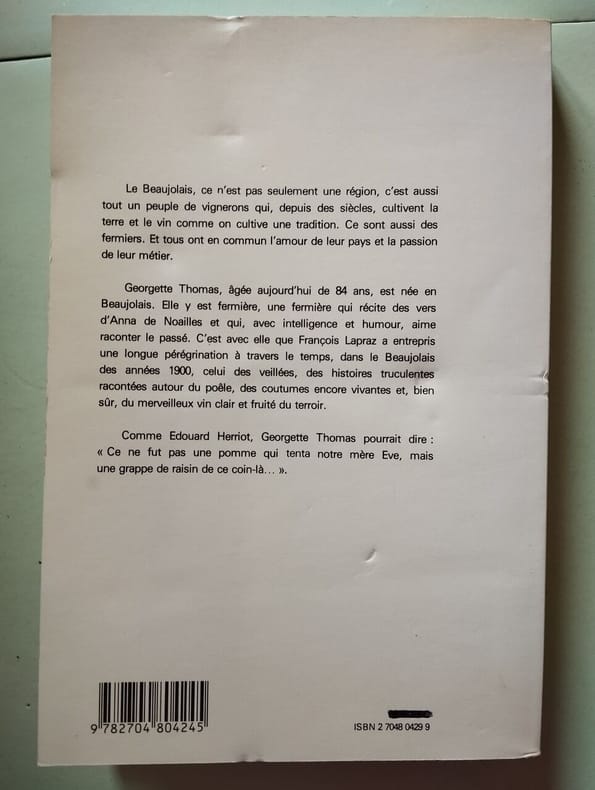 Le Beaujolais, ce n'est pas seulement une région, c'est aussi
tout un peuple de vignerons qui, depuis des siècles, cultivent la
terre et le vin comme on cultive une tradition. Ce sont aussi des
fermiers. Et tous ont en commun l'amour de leur pays et la passion
de leur métier.
Georgette Thomas, âgée aujourd'hui de 84 ans, est née en
Beaujolais. Elle y est fermière, une fermière qui récite des vers
d'Anna de Noailles et qui, avec intelligence et humour, aime
raconter le passé. C'est avec elle que François Lapraz a entrepris
une longue pérégrination à travers le temps, dans le Beaujolais
des années 1900, celui des veillées, des histoires truculentes
racontées autour du poêle, des coutumes encore vivantes et, bien
sûr, du merveilleux vin clair et fruité du terroir.
Comme Edouard Herriot, Georgette Thomas pourrait dire :
« Ce ne fut pas une pomme qui tenta notre mère Eve, mais
une grappe de raisin de ce coin-là... ».
9 782704 804245
ISBN 2 7048 0429 9